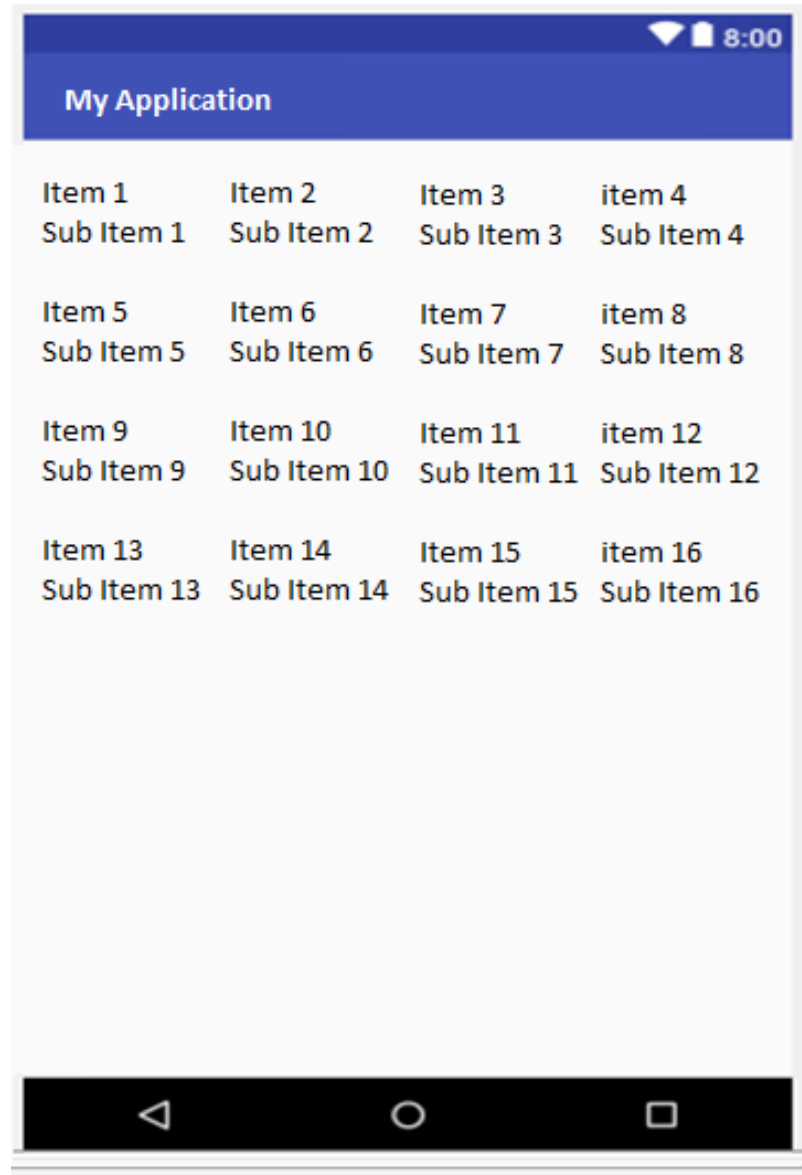 8:00
My Application
Item 1 Item 2 Item 3 item 4
Sub Item 1 Sub Item 2 Sub Item 3 Sub Item 4
Item 5 Item 6 Item 7 item 8
Sub Item 5 Sub Item 6 Sub Item 7 Sub Item 8
Item 9 Item 10 Item 11 item 12
Sub Item 9 Sub Item 10 Sub Item 11 Sub Item 12
Item 13 Item 14 Item 15 item 16
Sub Item 13 Sub Item 14 Sub Item 15 Sub Item 16